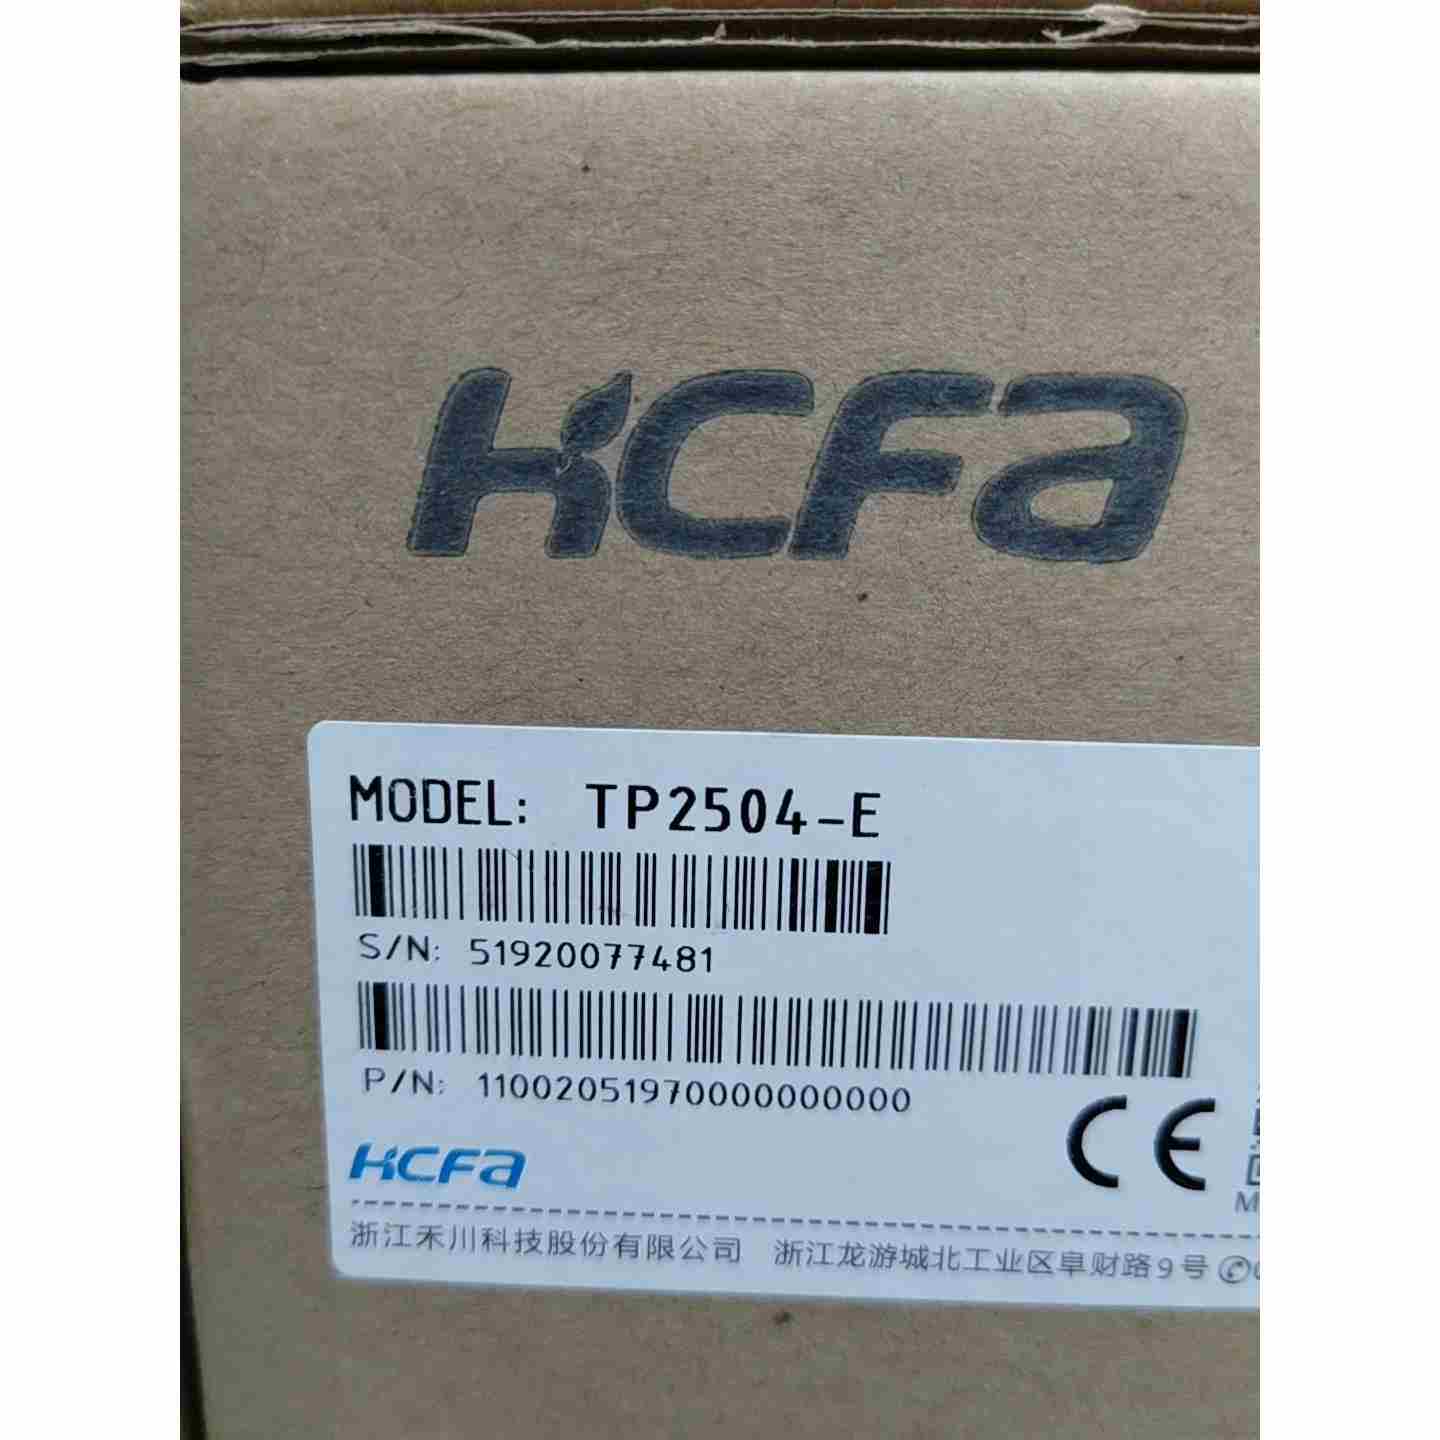 HCFA
MODEL: TP2504-E
S/N: 51920077481
P/N: 11002051970000000000
CE
HCFA
浙江禾川科技股份有限公司 浙江龙游城北工业区阜财路9号